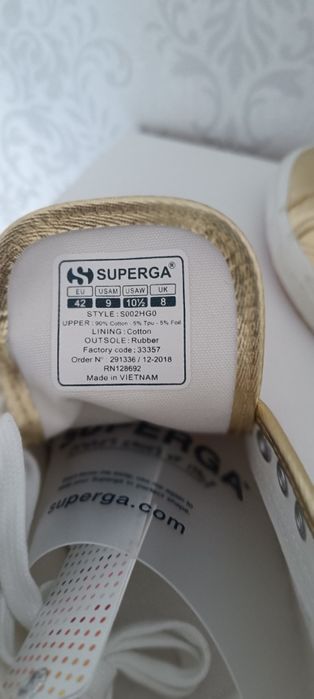 SUPERGA®
EU USAM USAW UK
42 9 10½ 8
STYLE : S002HG0
UPPER : 90% Cotton - 5% Tpu - 5% Foil
LINING : Cotton
OUTSOLE : Rubber
Factory code : 33357
Order N° : 291336 / 12-2018
RN128692
Made in VIETNAM
SUPERGA
superga.com